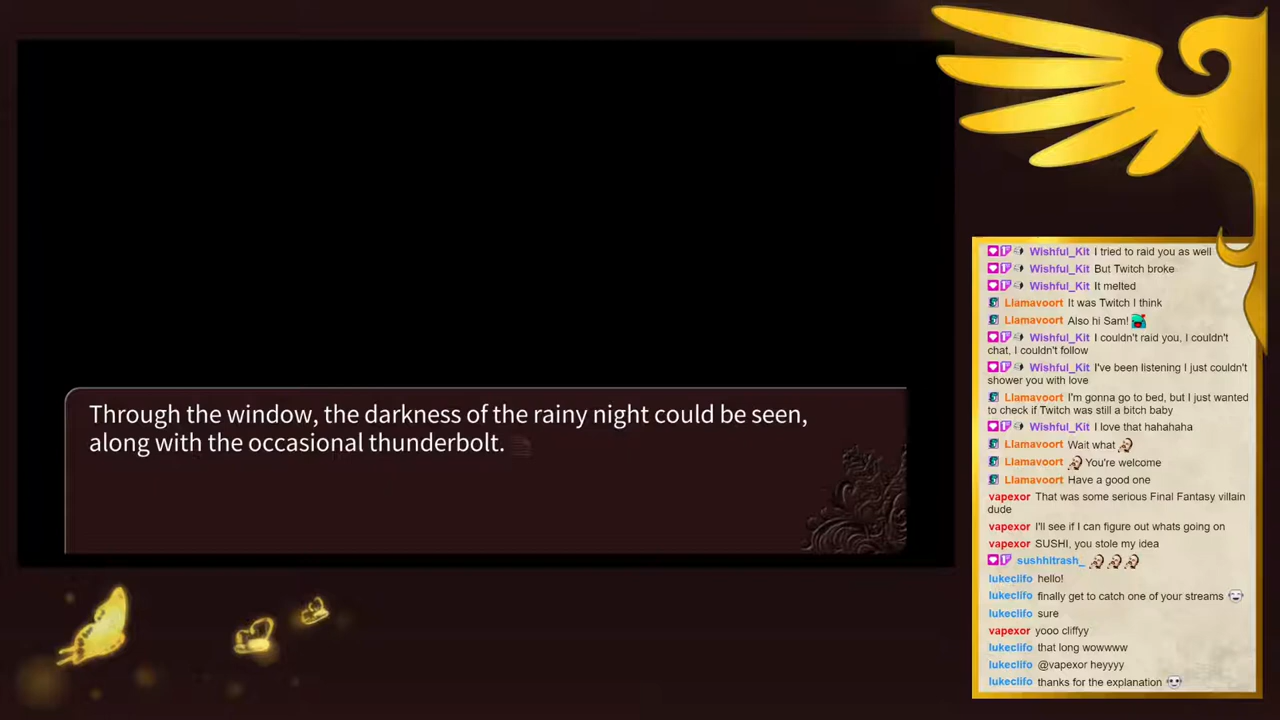 Through the window, the darkness of the rainy night could be seen,
along with the occasional thunderbolt.
Wishful_Kit I tried to raid you as well
Wishful_Kit But Twitch broke
Wishful_Kit It melted
Llamavoort It was Twitch I think
Llamavoort Also hi Sam!
Wishful_Kit I couldn't raid you, I couldn't
chat, I couldn't follow
Wishful_Kit I've been listening I just couldn't
shower you with love
Llamavoort I'm gonna go to bed, but I just wanted
to check if Twitch was still a bitch baby
Wishful_Kit I love that hahahaha
Llamavoort Wait what
Llamavoort You're welcome
Llamavoort Have a good one
vapexor That was some serious Final Fantasy villain
dude
vapexor I'll see if I can figure out whats going on
vapexor SUSHI, you stole my idea
sushhitrash_
lukeclifo hello!
lukeclifo finally get to catch one of your streams
lukeclifo sure
vapexor yooo cliffyy
lukeclifo that long wowwww
lukeclifo @vapexor heyyyy
lukeclifo thanks for the explanation